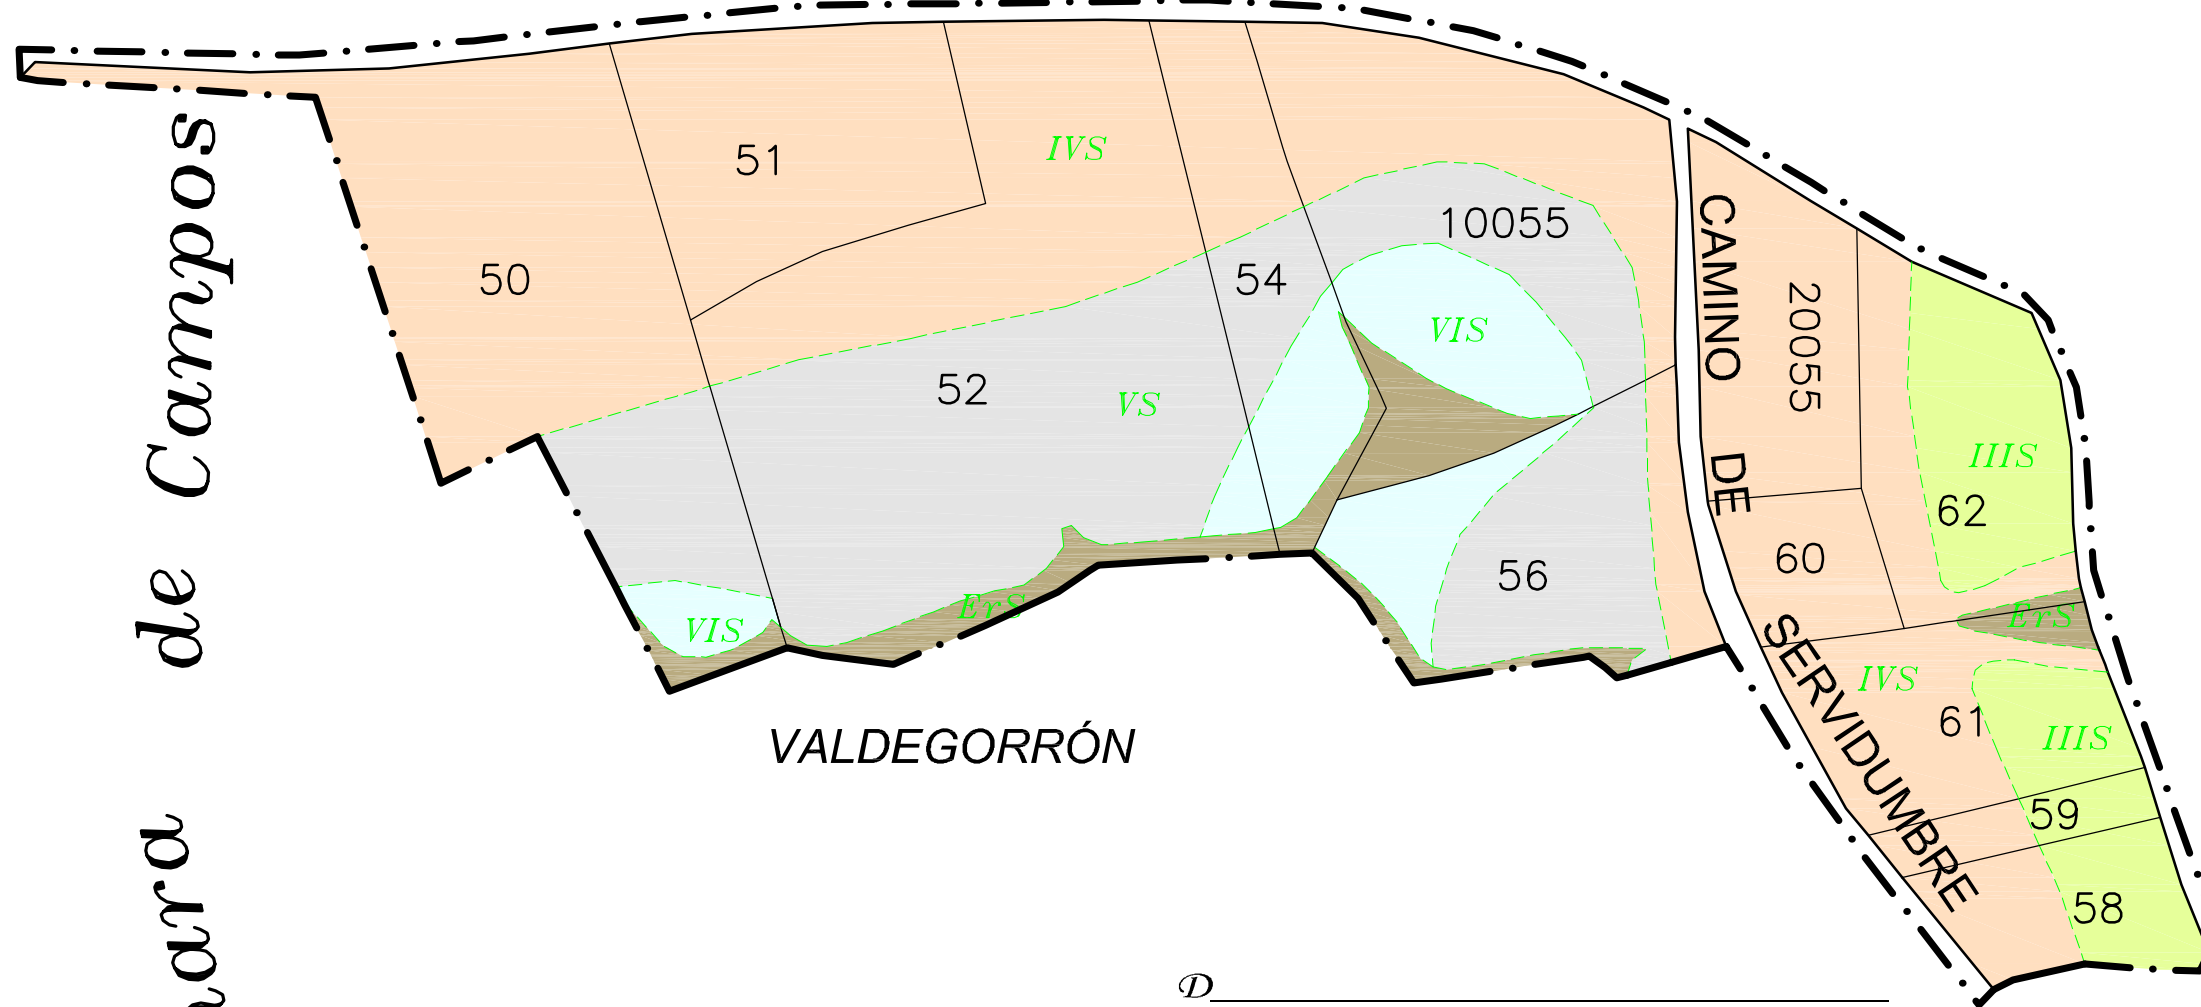 51
IVS
50
10055
54
VIS
52
VS
CAMINO DE SERVIDUMBRE
20055
IIIS
62
60
56
ErS
VIS
ErS
IVS
61
IIIS
59
58
VALDEGORRÓN
de Campos
D